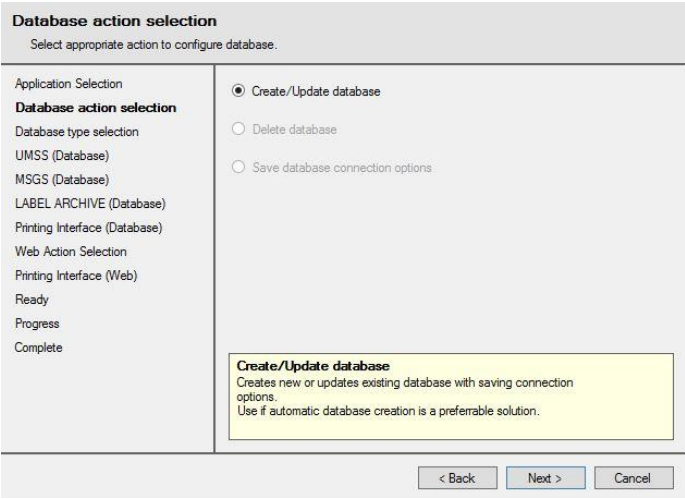 Database action selection
Select appropriate action to configure database.
Application Selection
Database action selection
Database type selection
UMSS (Database)
MSGS (Database)
LABEL ARCHIVE (Database)
Printing Interface (Database)
Web Action Selection
Printing Interface (Web)
Ready
Progress
Complete
Create/Update database
Delete database
Save database connection options
Create/Update database
Creates new or updates existing database with saving connection
options.
Use if automatic database creation is a preferrable solution.
< Back
Next >
Cancel